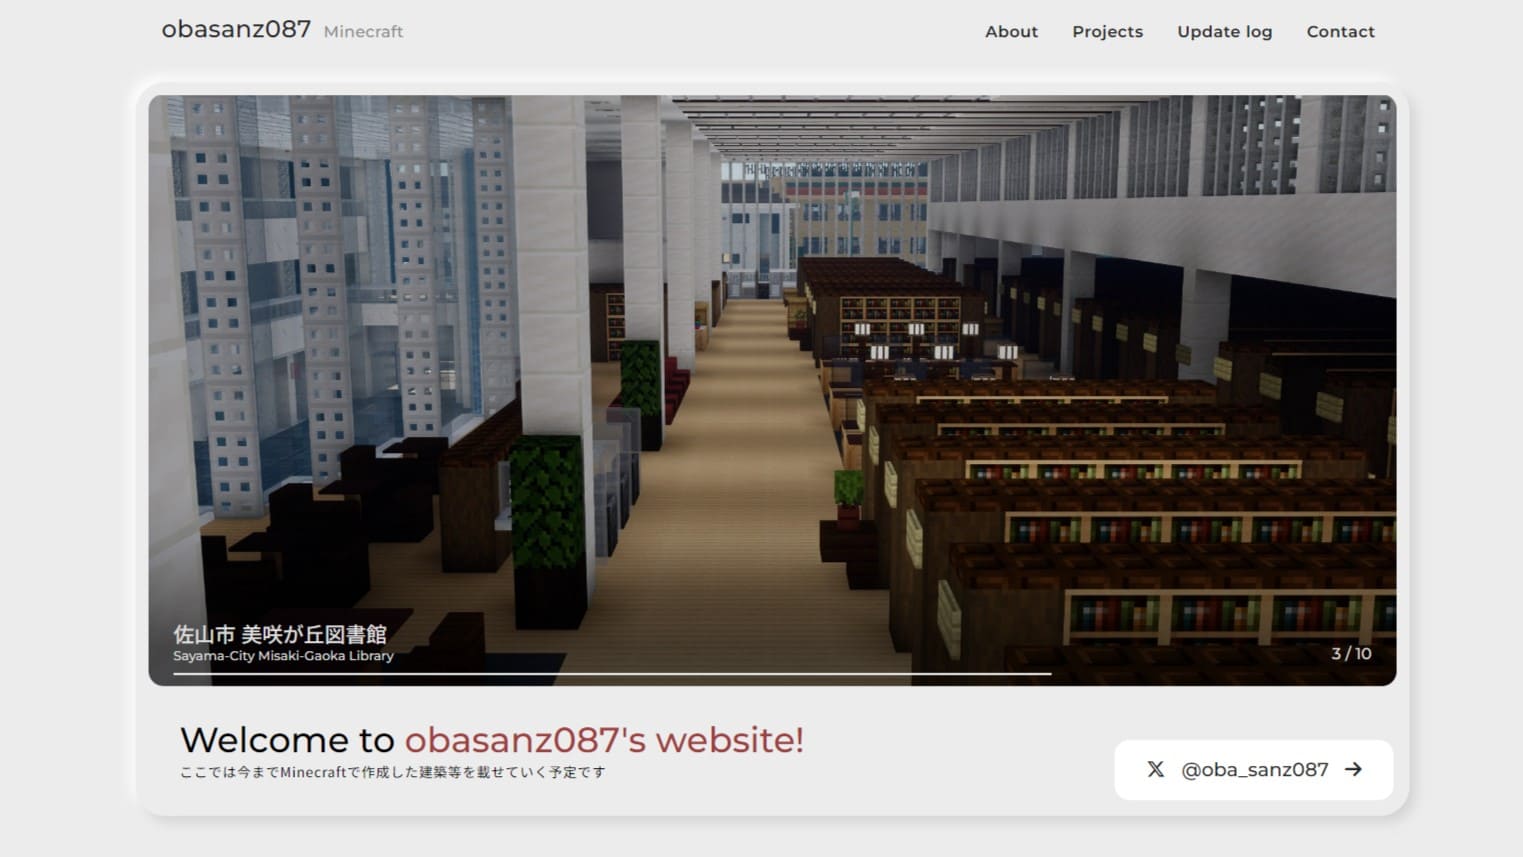 obasanz087 Minecraft
About Projects Update log Contact
佐山市 美咲が丘図書館
Sayama-City Misaki-Gaoka Library
3 / 10
Welcome to obasanz087's website!
ここでは今までMinecraftで作成した建築等を載せていく予定です
X @oba_sanz087 →